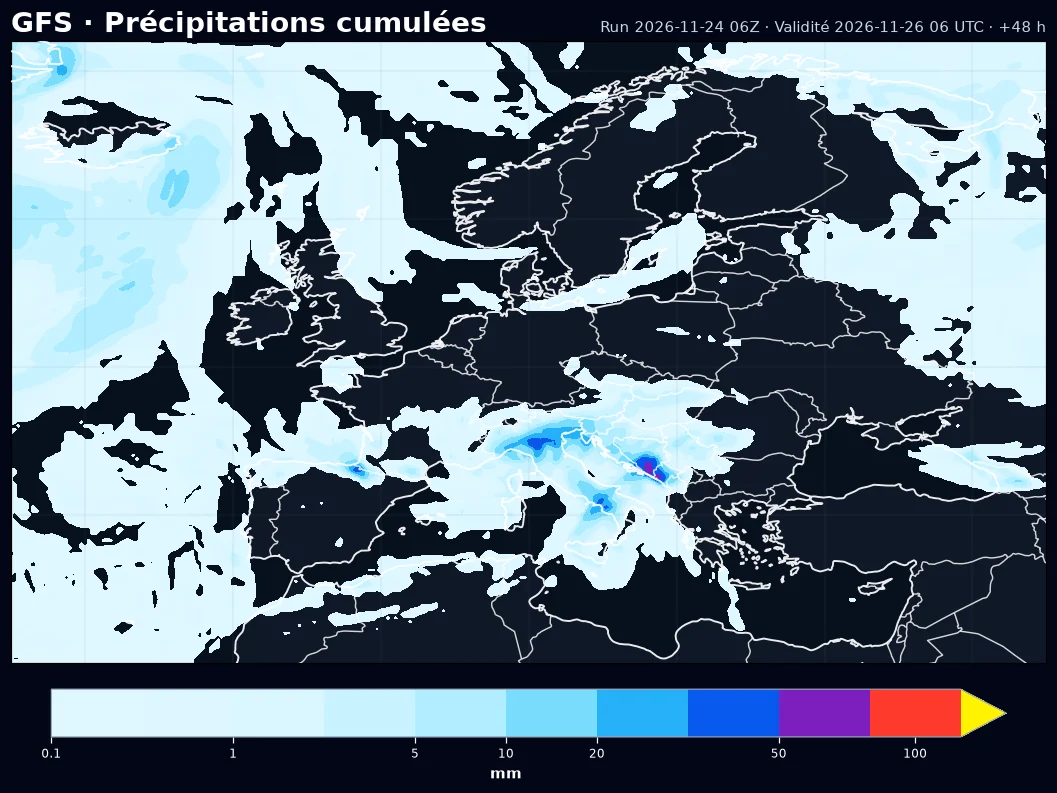 GFS · Précipitations cumulées
Run 2026-11-24 06Z · Validité 2026-11-26 06 UTC · +48 h
0.1 1 5 10 20 50 100
mm